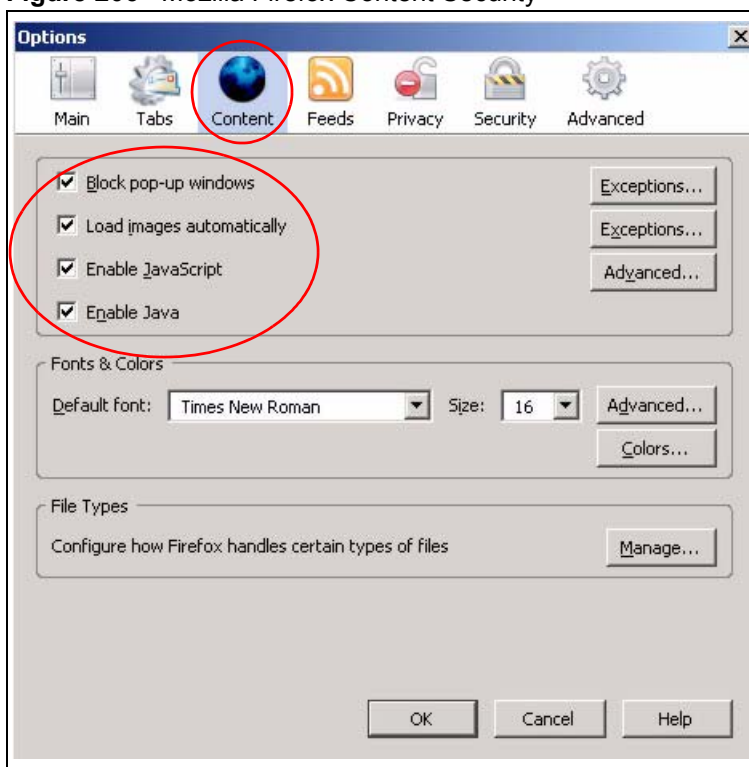 Options
Main Tabs Content Feeds Privacy Security Advanced
Block pop-up windows Exceptions...
Load images automatically Exceptions...
Enable JavaScript Advanced...
Enable Java
Fonts & Colors
Default font: Times New Roman Size: 16 Advanced...
Colors...
File Types
Configure how Firefox handles certain types of files Manage...
OK Cancel Help